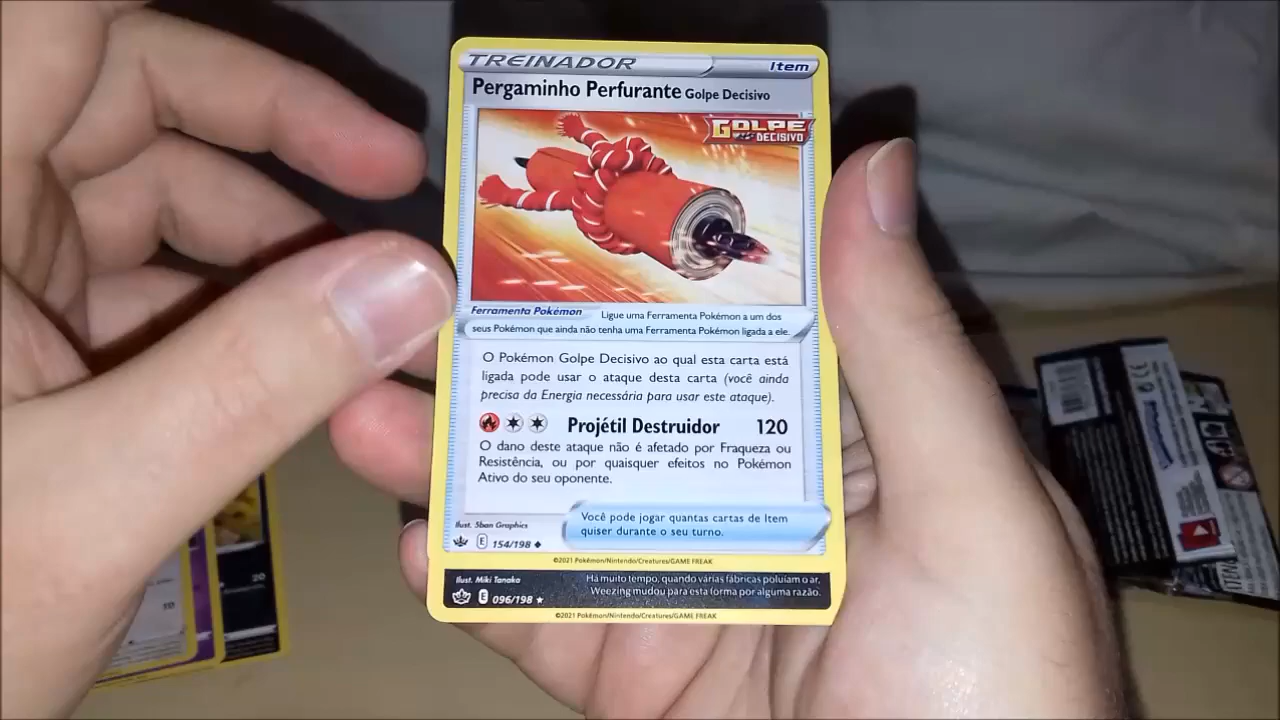 TREINADOR
Item
Pergaminho Perfurante Golpe Decisivo
GOLPE
DECISIVO
Ferramenta Pokémon Ligue uma Ferramenta Pokémon a um dos
seus Pokémon que ainda não tenha uma Ferramenta Pokémon ligada a ele.
O Pokémon Golpe Decisivo ao qual esta carta está
ligada pode usar o ataque desta carta (você ainda
precisa da Energia necessária para usar este ataque).
Projétil Destruidor 120
O dano deste ataque não é afetado por Fraqueza ou
Resistência, ou por quaisquer efeitos no Pokémon
Ativo do seu oponente.
Você pode jogar quantas cartas de Item
quiser durante o seu turno.
Ilust. 5ban Graphics
E 154/198
©2021 Pokémon/Nintendo/Creatures/GAME FREAK
Ilust. Miki Tanaka
Há muito tempo, quando várias fábricas poluíam o ar,
Weezing mudou para esta forma por alguma razão.
E 096/198
©2021 Pokémon/Nintendo/Creatures/GAME FREAK
10
20